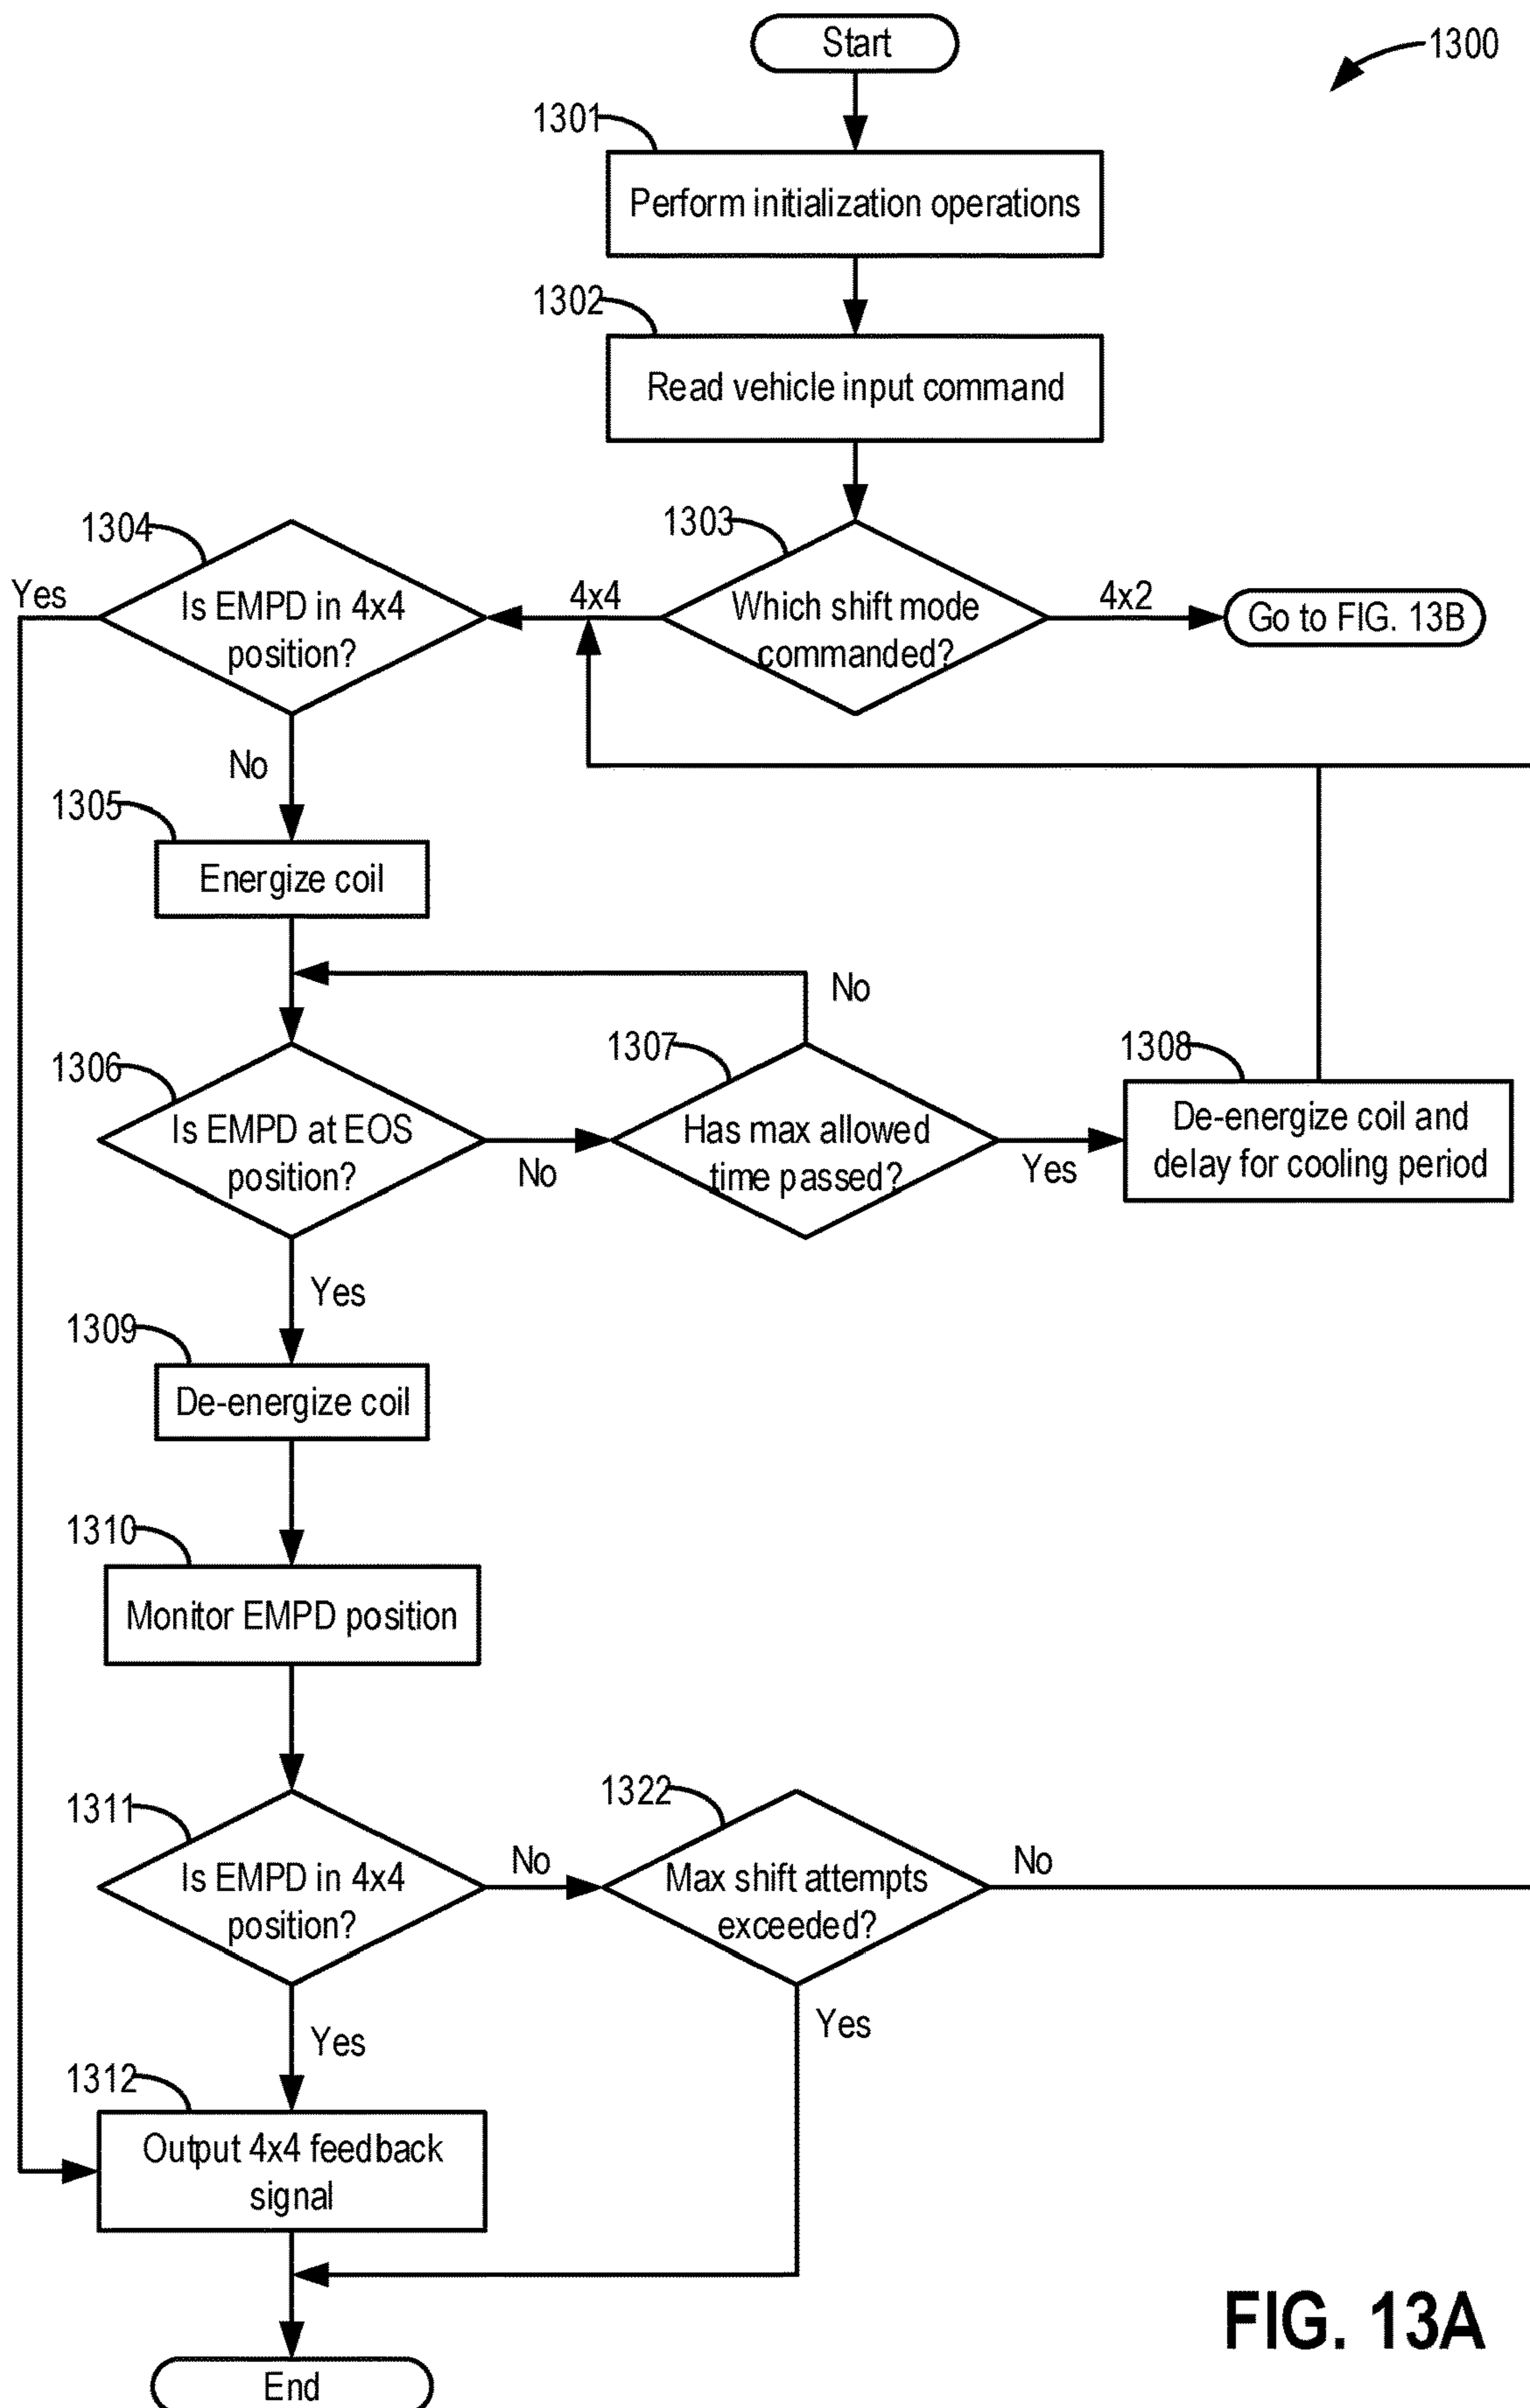 Start
1300
1301
Perform initialization operations
1302
Read vehicle input command
1304
1303
Yes
Is EMPD in 4x4
position?
4x4
Which shift mode
commanded?
4x2
Go to FIG. 13B
No
1305
Energize coil
No
1306
1307
1308
Is EMPD at EOS
position?
No
Has max allowed
time passed?
Yes
De-energize coil and
delay for cooling period
Yes
1309
De-energize coil
1310
Monitor EMPD position
1311
1322
Is EMPD in 4x4
position?
No
Max shift attempts
exceeded?
No
Yes
Yes
1312
Output 4x4 feedback
signal
End
FIG. 13A